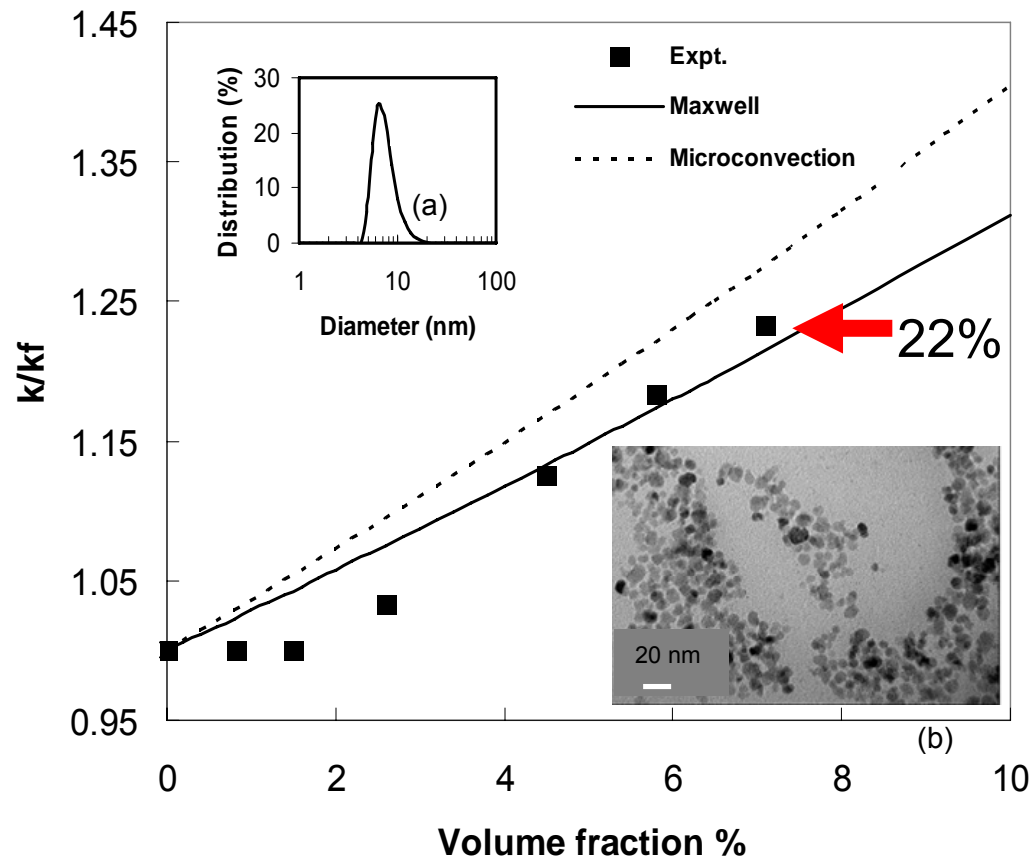 1.45
1.35
1.25
1.15
1.05
0.95
k/kf
0 2 4 6 8 10
Volume fraction %
Expt.
Maxwell
Microconvection
30
20
10
0
Distribution (%)
(a)
1 10 100
Diameter (nm)
22%
20 nm
(b)